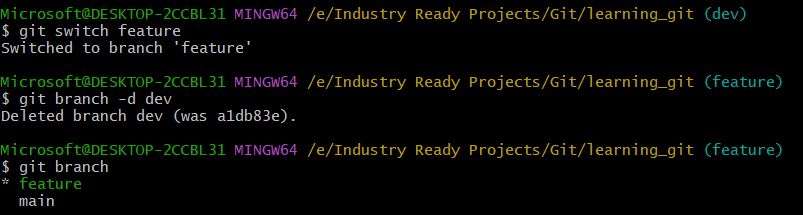 Microsoft@DESKTOP-2CCBL31 MINGW64 /e/Industry Ready Projects/Git/learning_git (dev)
$ git switch feature
Switched to branch 'feature'
Microsoft@DESKTOP-2CCBL31 MINGW64 /e/Industry Ready Projects/Git/learning_git (feature)
$ git branch -d dev
Deleted branch dev (was a1db83e).
Microsoft@DESKTOP-2CCBL31 MINGW64 /e/Industry Ready Projects/Git/learning_git (feature)
$ git branch
* feature
  main